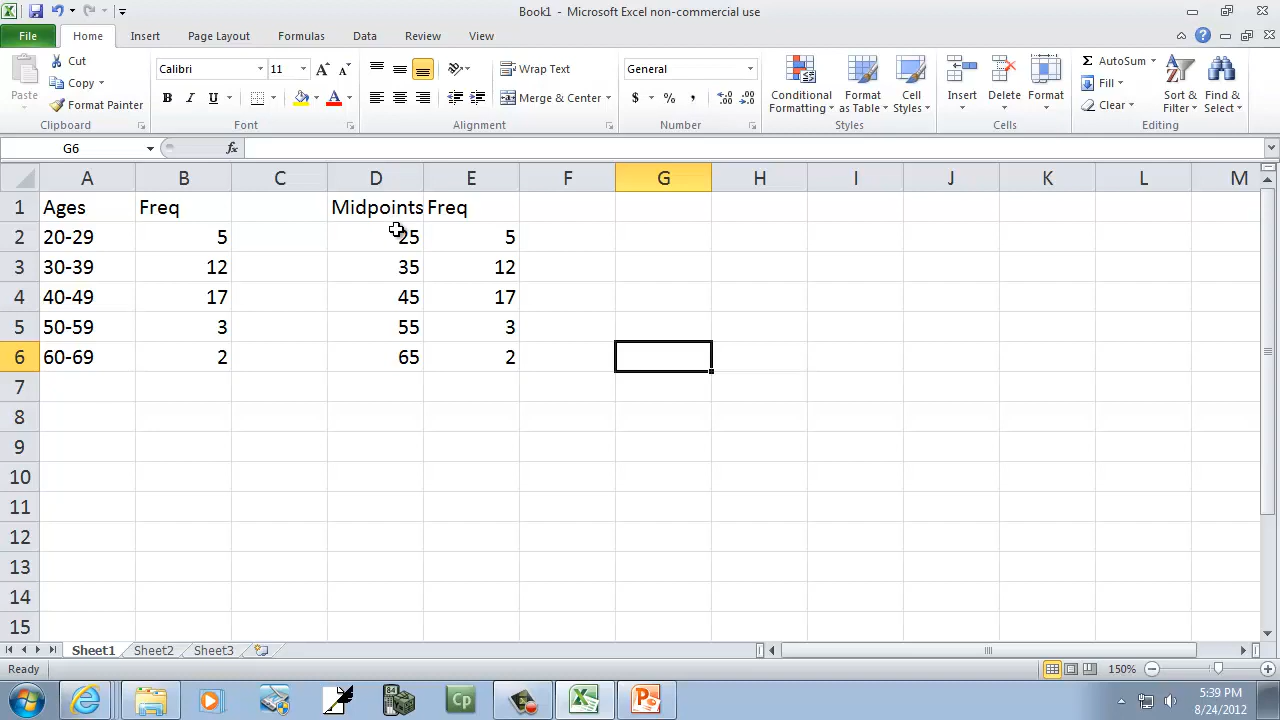 Book1 - Microsoft Excel non-commercial use
File Home Insert Page Layout Formulas Data Review View
Paste
Cut
Copy
Format Painter
Clipboard
Calibri 11
B I U
A A
Font
Wrap Text
Merge & Center
Alignment
General
$ % ,
Number
Conditional Formatting
Format as Table
Cell Styles
Styles
Insert Delete Format
Cells
Σ AutoSum
Fill
Clear
Sort & Filter
Find & Select
Editing
G6 fx
A B C D E F G H I J K L M
1 Ages Freq Midpoints Freq
2 20-29 5 25 5
3 30-39 12 35 12
4 40-49 17 45 17
5 50-59 3 55 3
6 60-69 2 65 2
7
8
9
10
11
12
13
14
15
Sheet1 Sheet2 Sheet3
Ready 150%
Cp
5:39 PM
8/24/2012